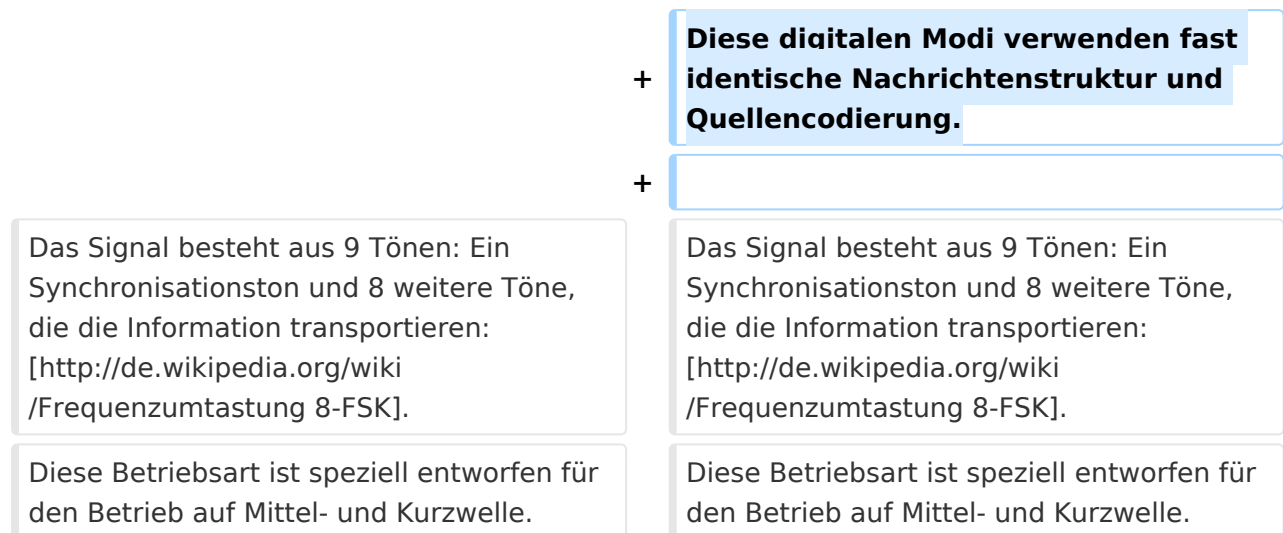 + Diese digitalen Modi verwenden fast
identische Nachrichtenstruktur und
Quellencodierung.
+
Das Signal besteht aus 9 Tönen: Ein
Synchronisationston und 8 weitere Töne,
die die Information transportieren:
[http://de.wikipedia.org/wiki
/Frequenzumtastung 8-FSK].
Das Signal besteht aus 9 Tönen: Ein
Synchronisationston und 8 weitere Töne,
die die Information transportieren:
[http://de.wikipedia.org/wiki
/Frequenzumtastung 8-FSK].
Diese Betriebsart ist speziell entworfen für
den Betrieb auf Mittel- und Kurzwelle.
Diese Betriebsart ist speziell entworfen für
den Betrieb auf Mittel- und Kurzwelle.